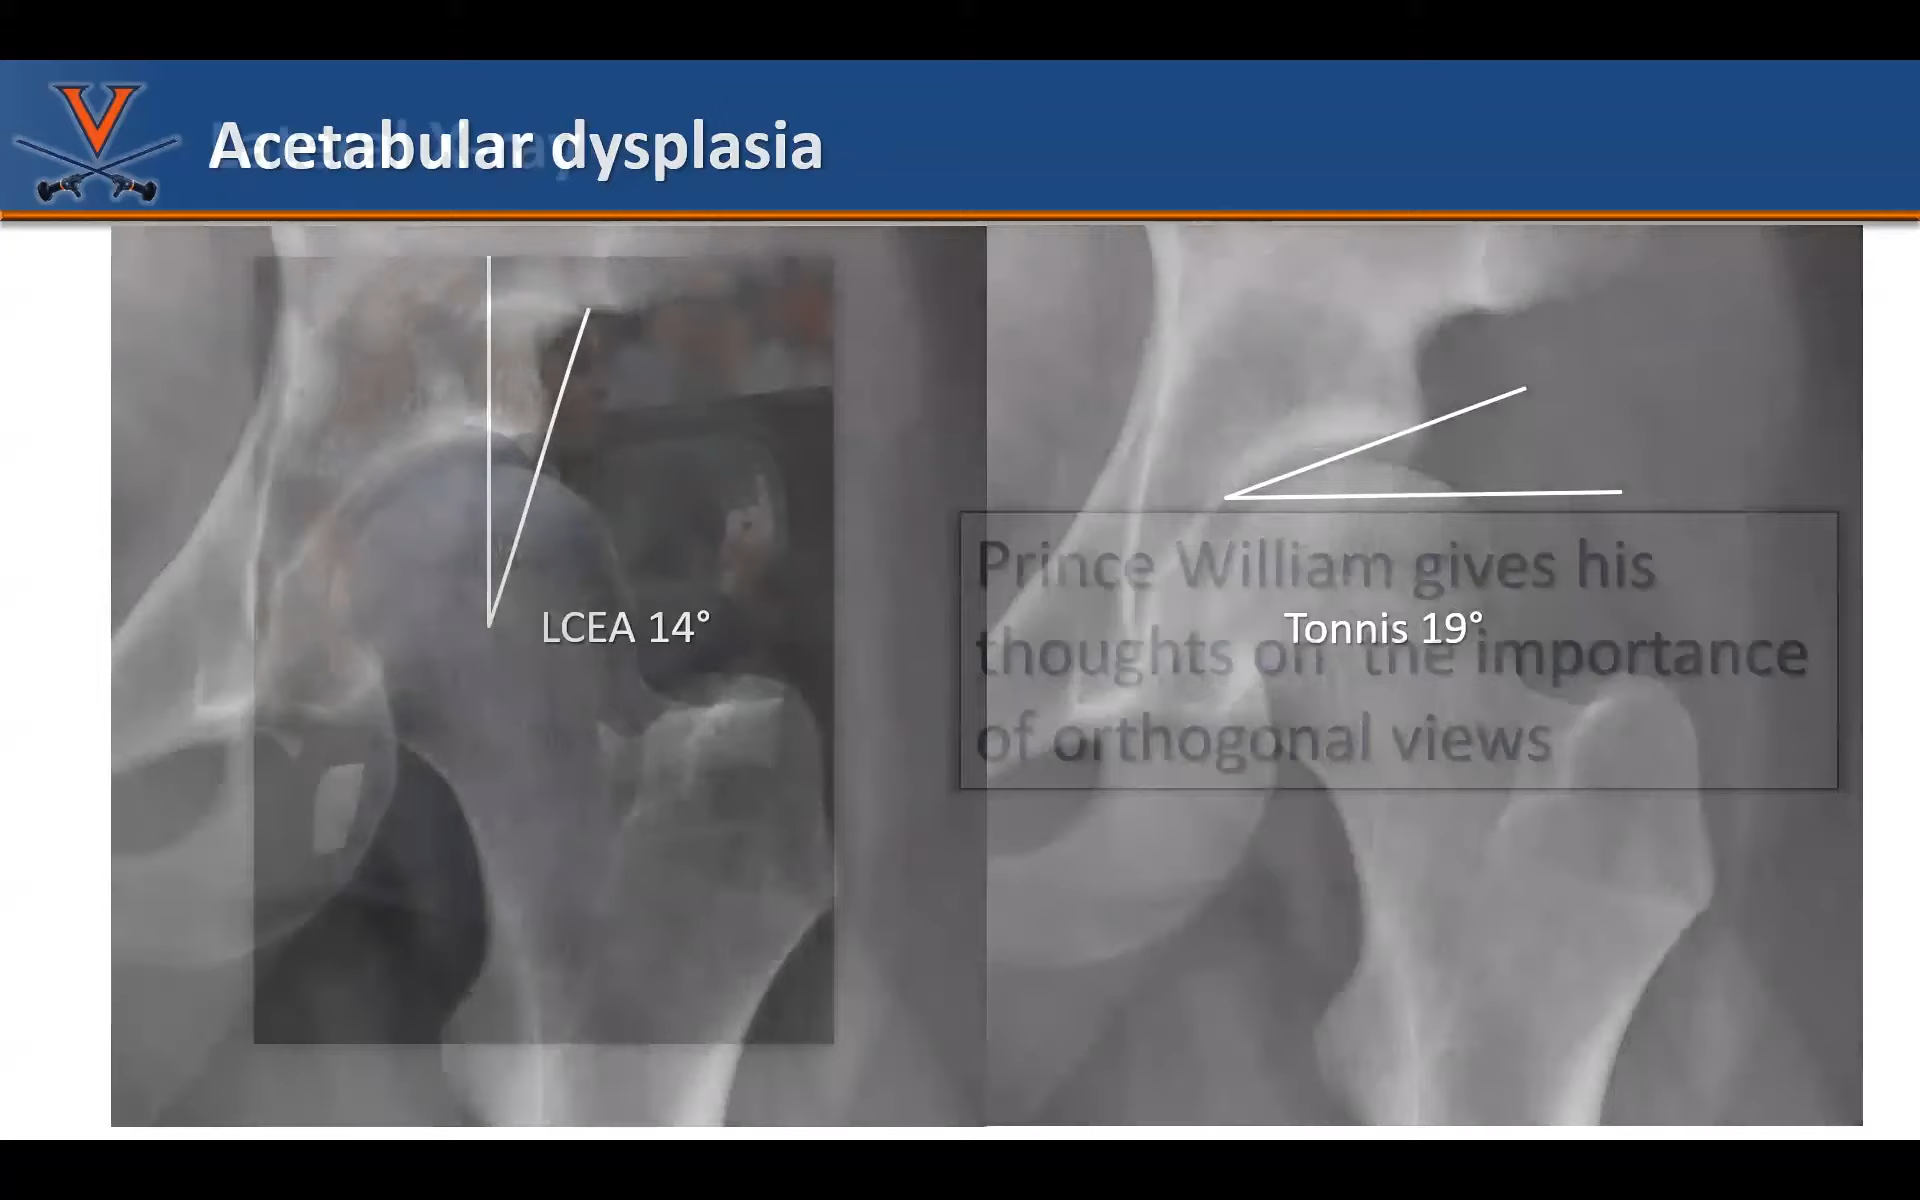 Acetabular dysplasia
LCEA 14°
Tonnis 19°
Prince William gives his
thoughts on the importance
of orthogonal views